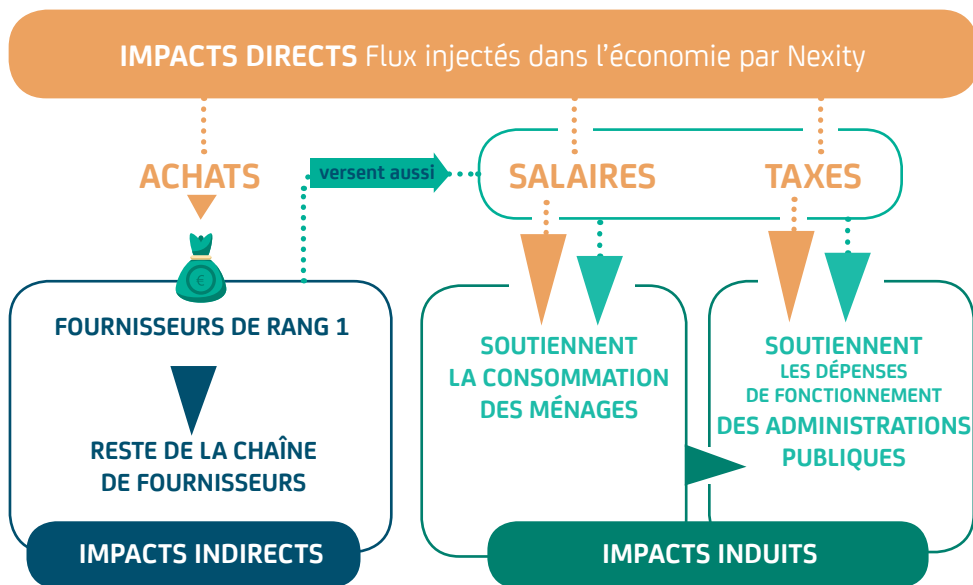 IMPACTS DIRECTS Flux injectés dans l’économie par Nexity
ACHATS
versent aussi
SALAIRES
TAXES
€
FOURNISSEURS DE RANG 1
RESTE DE LA CHAÎNE
DE FOURNISSEURS
IMPACTS INDIRECTS
SOUTIENNENT
LA CONSOMMATION
DES MÉNAGES
SOUTIENNENT
LES DÉPENSES
DE FONCTIONNEMENT
DES ADMINISTRATIONS
PUBLIQUES
IMPACTS INDUITS